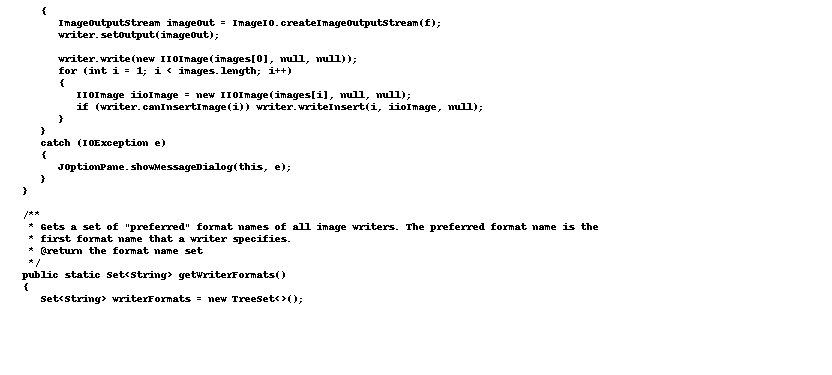 {
ImageOutputStream imageOut = ImageIO.createImageOutputStream(f);
writer.setOutput(imageOut);
writer.write(new IIOImage(images[0], null, null));
for (int i = 1; i < images.length; i++)
{
IIOImage iioImage = new IIOImage(images[i], null, null);
if (writer.canInsertImage(i)) writer.writeInsert(i, iioImage, null);
}
}
catch (IOException e)
{
JOptionPane.showMessageDialog(this, e);
}
}
/**
* Gets a set of "preferred" format names of all image writers. The preferred format name is the
* first format name that a writer specifies.
* @return the format name set
*/
public static Set<String> getWriterFormats()
{
Set<String> writerFormats = new TreeSet<>();